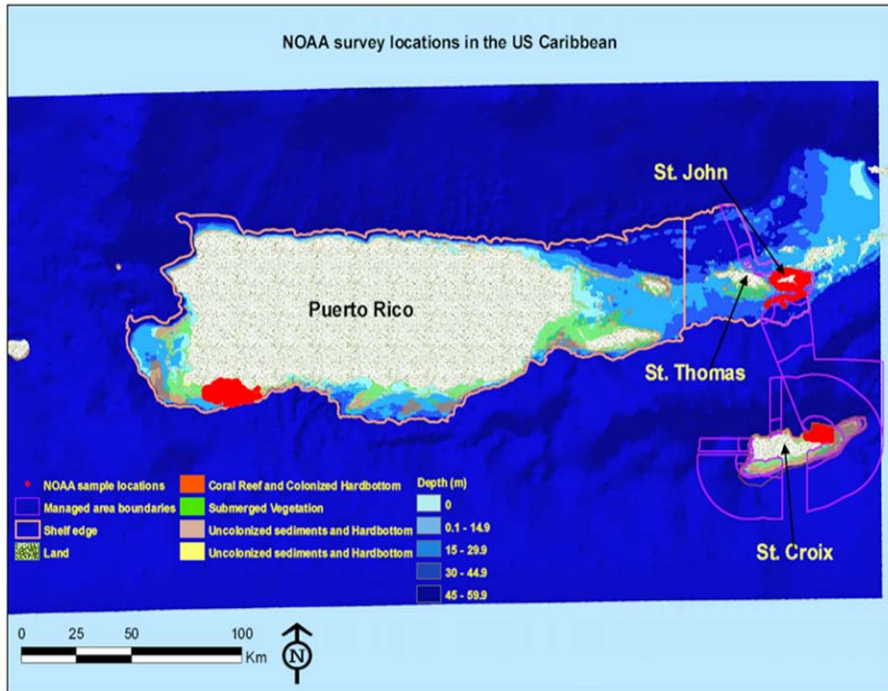 NOAA survey locations in the US Caribbean
St. John
Puerto Rico
St. Thomas
NOAA sample locations
Managed area boundaries
Shelf edge
Land
Coral Reef and Colonized Hardbottom
Submerged Vegetation
Uncolonized sediments and Hardbottom
Uncolonized sediments and Hardbottom
Depth (m)
0
0.1 - 14.9
15 - 29.9
30 - 44.9
45 - 59.9
St. Croix
0 25 50 100
Km
N